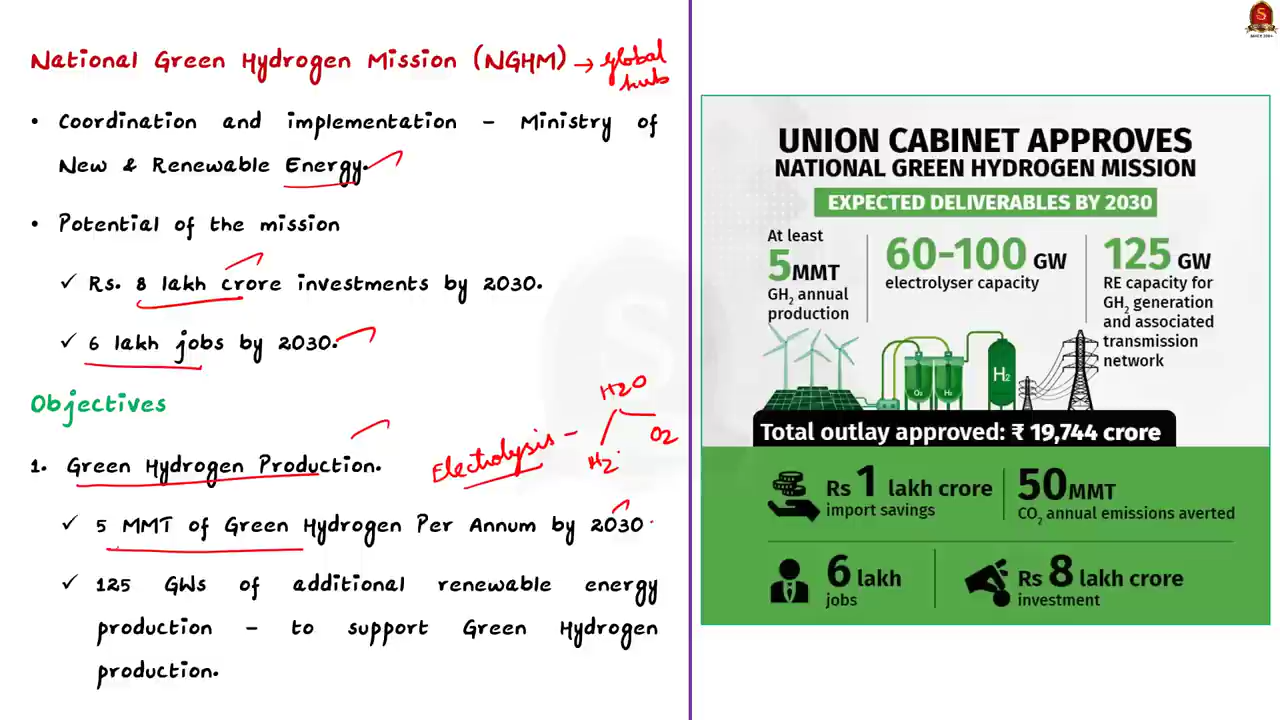 National Green Hydrogen Mission (NGHM) → global hub
• Coordination and implementation – Ministry of
New & Renewable Energy.
• Potential of the mission
✓ Rs. 8 lakh crore investments by 2030.
✓ 6 lakh jobs by 2030.
Objectives
1. Green Hydrogen Production.
Electrolysis –
H2O
H2
O2
✓ 5 MMT of Green Hydrogen Per Annum by 2030.
✓ 125 GWs of additional renewable energy
production – to support Green Hydrogen
production.
S
UNION CABINET APPROVES
NATIONAL GREEN HYDROGEN MISSION
EXPECTED DELIVERABLES BY 2030
At least
5 MMT
GH2 annual
production
60-100 GW
electrolyser capacity
125 GW
RE capacity for
GH2 generation
and associated
transmission
network
O2
H2
H2
Total outlay approved: ₹ 19,744 crore
Rs 1 lakh crore
import savings
50 MMT
CO2 annual emissions averted
6 lakh
jobs
Rs 8 lakh crore
investment